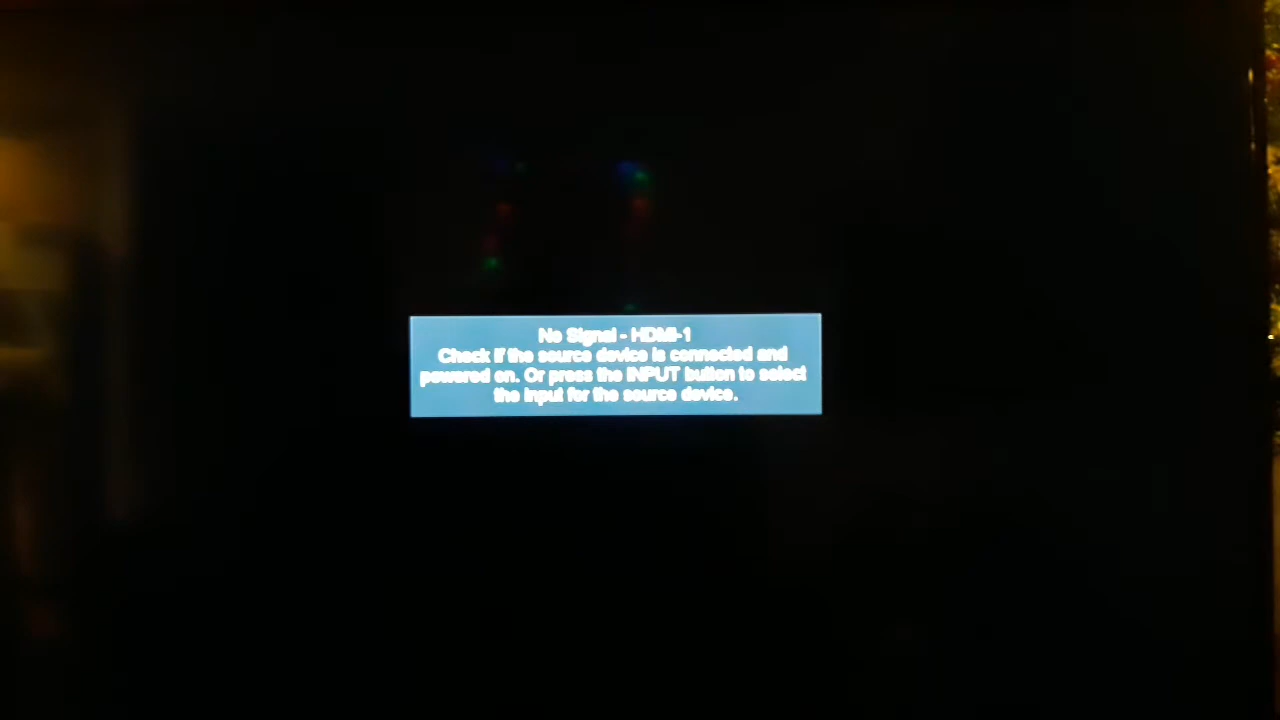 No Signal - HDMI-1
Check if the source device is connected and
powered on. Or press the INPUT button to select
the input for the source device.